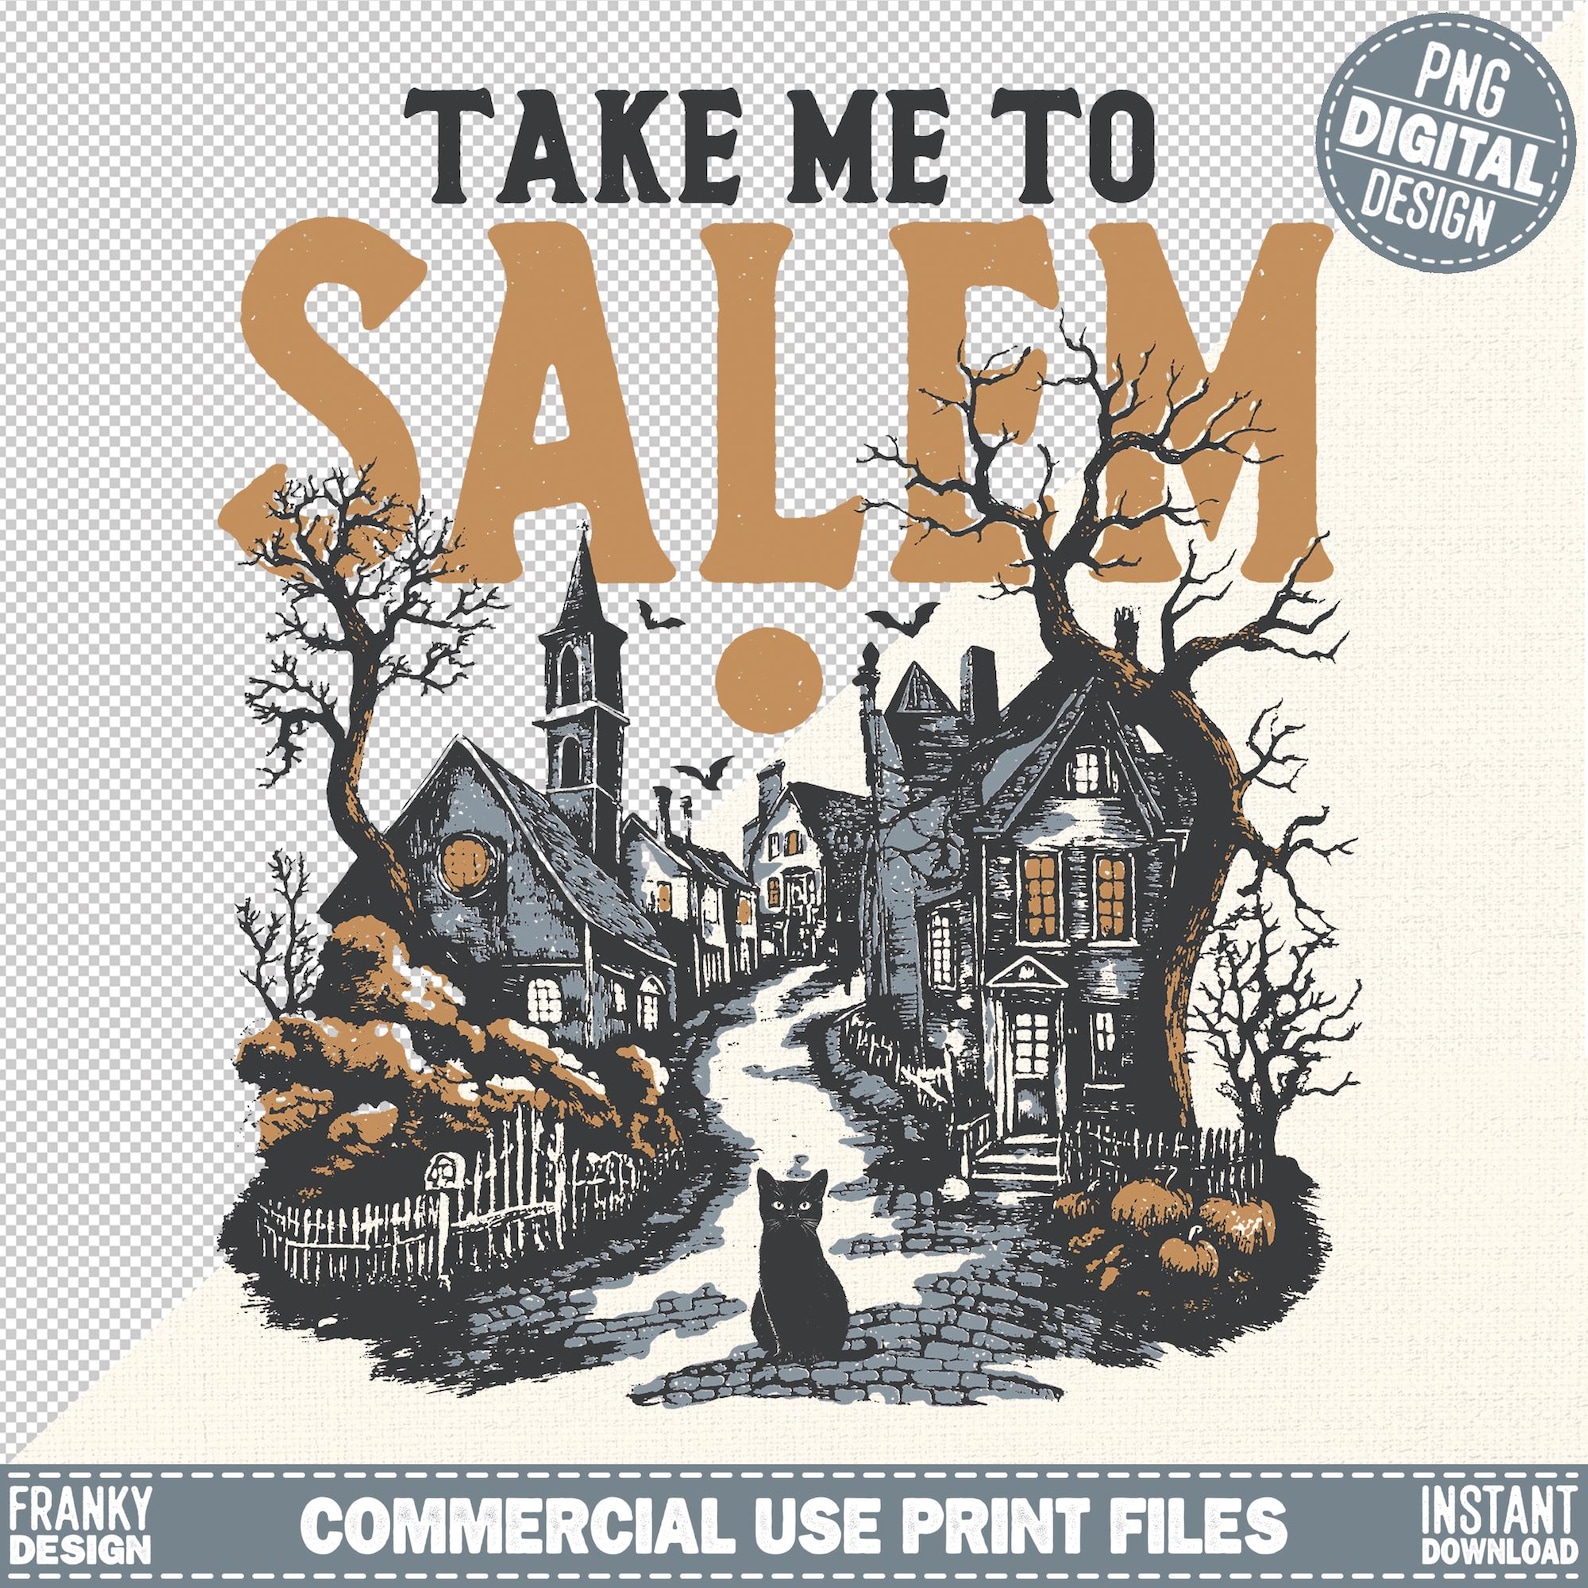 PNG
DIGITAL
DESIGN
TAKE ME TO
SALEM
FRANKY
DESIGN
COMMERCIAL USE PRINT FILES
INSTANT
DOWNLOAD